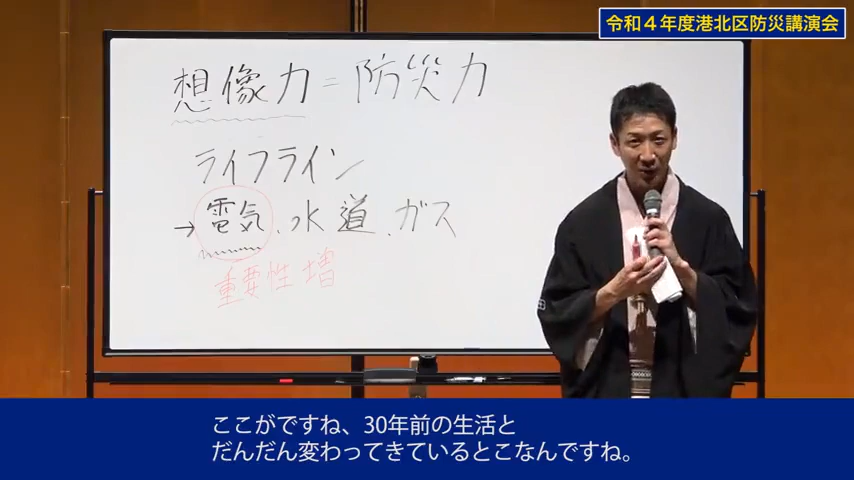 令和４年度港北区防災講演会
想像力=防災力
ライフライン
→電気、水道、ガス
重要性増
ここがですね、30年前の生活と
だんだん変わってきているとこなんですね。